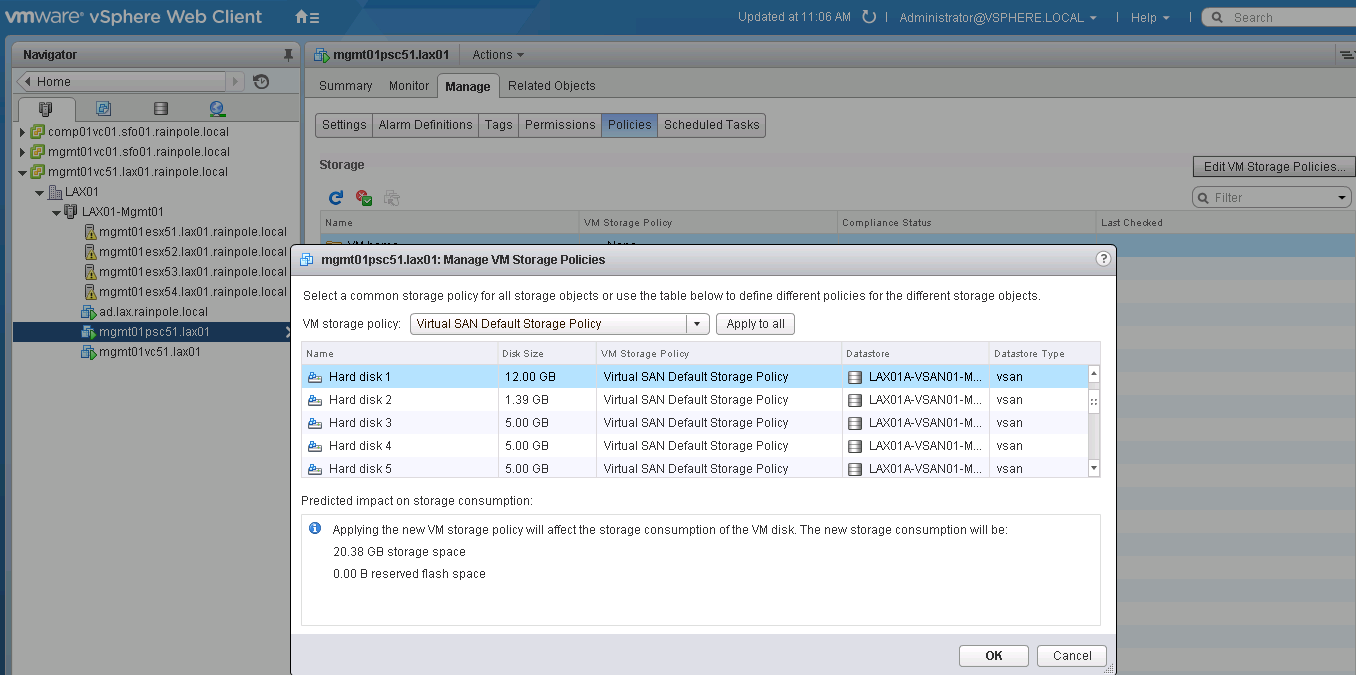 vmware® vSphere Web Client Updated at 11:06 AM Administrator@VSPHERE.LOCAL Help Search
Navigator
Home
comp01vc01.sfo01.rainpole.local
mgmt01vc01.sfo01.rainpole.local
mgmt01vc51.lax01.rainpole.local
LAX01
LAX01-Mgmt01
mgmt01esx51.lax01.rainpole.local
mgmt01esx52.lax01.rainpole.local
mgmt01esx53.lax01.rainpole.local
mgmt01esx54.lax01.rainpole.local
ad.lax.rainpole.local
mgmt01psc51.lax01
mgmt01vc51.lax01
mgmt01psc51.lax01 Actions
Summary Monitor Manage Related Objects
Settings Alarm Definitions Tags Permissions Policies Scheduled Tasks
Storage
Edit VM Storage Policies...
Filter
Name VM Storage Policy Compliance Status Last Checked
mgmt01psc51.lax01: Manage VM Storage Policies ?
Select a common storage policy for all storage objects or use the table below to define different policies for the different storage objects.
VM storage policy: Virtual SAN Default Storage Policy Apply to all
Name Disk Size VM Storage Policy Datastore Datastore Type
Hard disk 1 12.00 GB Virtual SAN Default Storage Policy LAX01A-VSAN01-M... vsan
Hard disk 2 1.39 GB Virtual SAN Default Storage Policy LAX01A-VSAN01-M... vsan
Hard disk 3 5.00 GB Virtual SAN Default Storage Policy LAX01A-VSAN01-M... vsan
Hard disk 4 5.00 GB Virtual SAN Default Storage Policy LAX01A-VSAN01-M... vsan
Hard disk 5 5.00 GB Virtual SAN Default Storage Policy LAX01A-VSAN01-M... vsan
Predicted impact on storage consumption:
Applying the new VM storage policy will affect the storage consumption of the VM disk. The new storage consumption will be:
20.38 GB storage space
0.00 B reserved flash space
OK Cancel